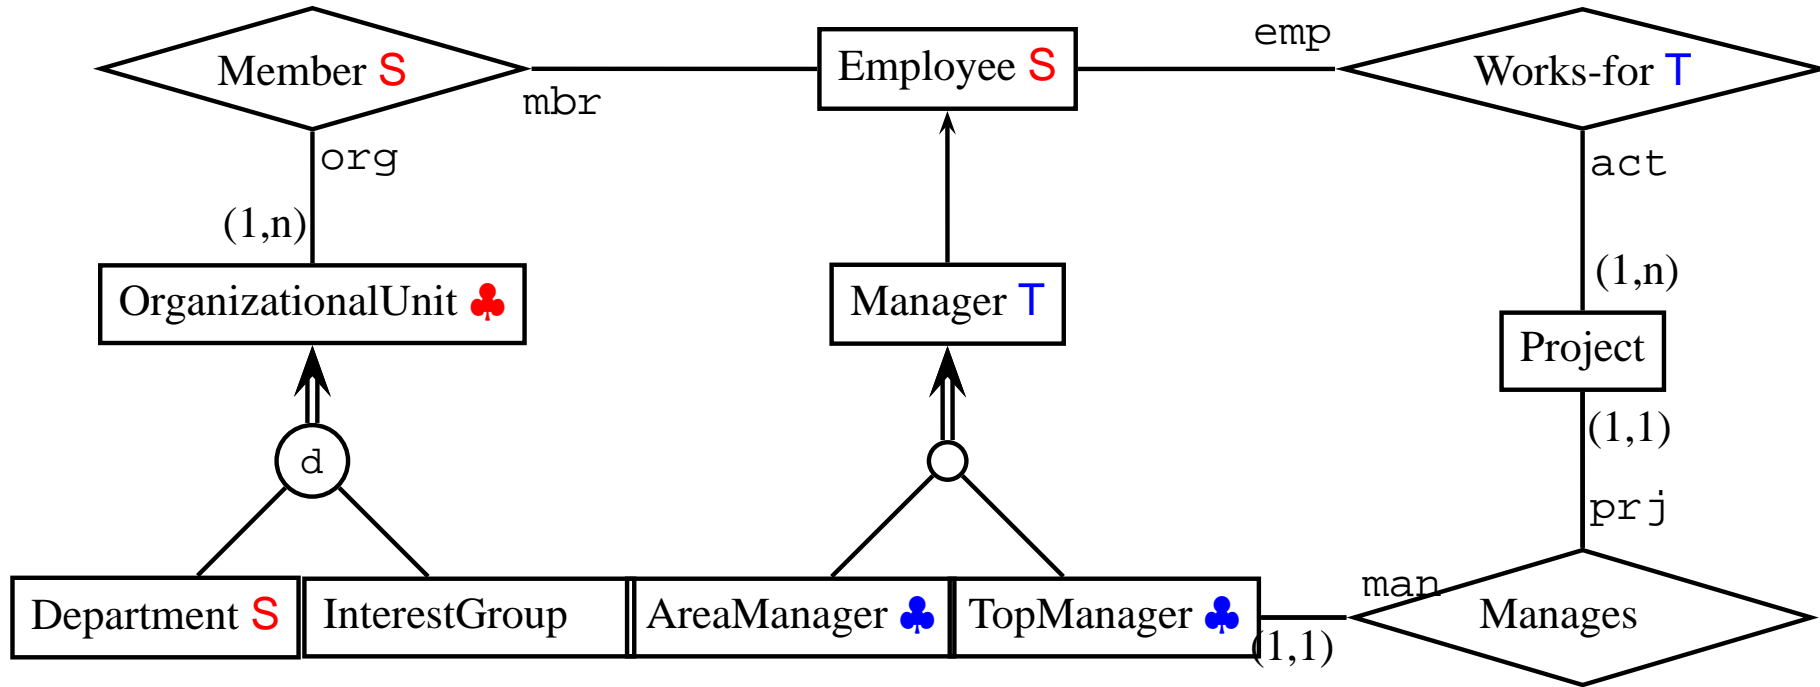 Member S
Employee S
emp
Works-for T
mbr
org
act
(1,n)
(1,n)
OrganizationalUnit ♣
Manager T
Project
(1,1)
d
prj
man
Department S
InterestGroup
AreaManager ♣
TopManager ♣
(1,1)
Manages